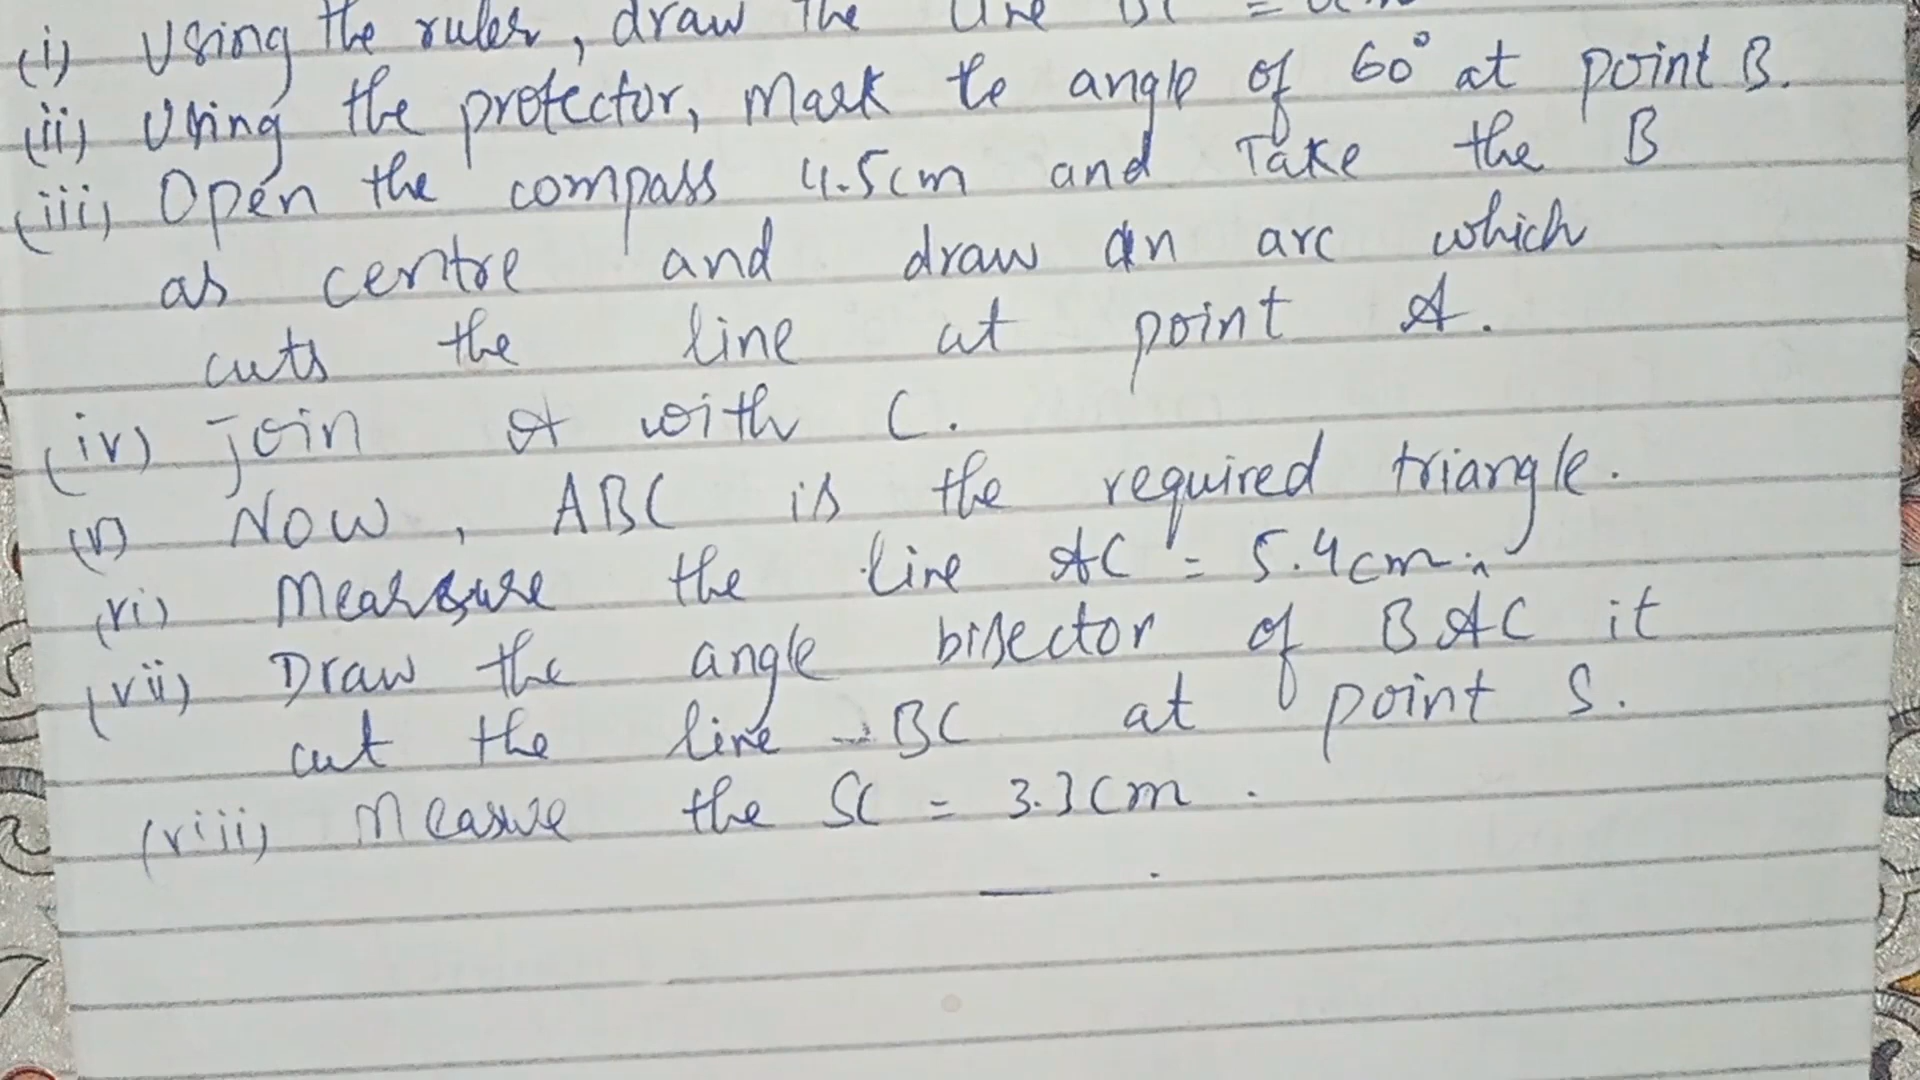 (i) Using the ruler, draw the line BC =
(ii) Using the protector, Mark te angle of 60° at point B.
(iii) Open the compass 4.5cm and Take the B
as centre and draw an arc which
cuts the line at point A.
(iv) join A with C.
(v) Now, ABC is the required triangle.
(vi) Measure the line AC = 5.4cm.
(vii) Draw the angle bisector of BAC it
cut the line BC at point S.
(viii) Measure the SC = 3.3cm.